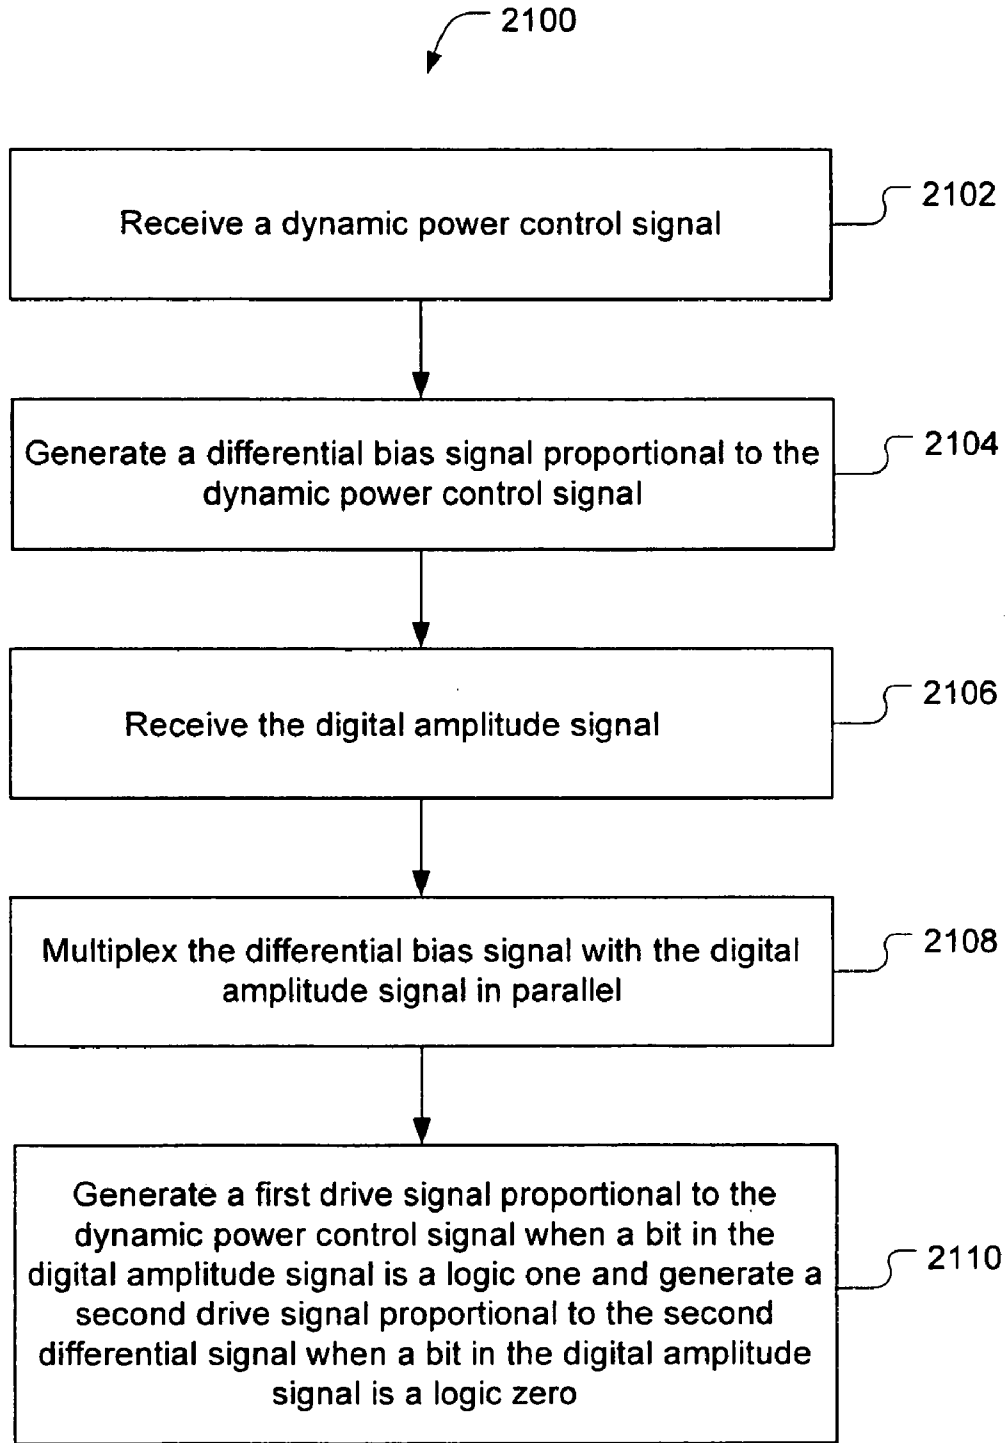 2100
Receive a dynamic power control signal
2102
Generate a differential bias signal proportional to the
dynamic power control signal
2104
Receive the digital amplitude signal
2106
Multiplex the differential bias signal with the digital
amplitude signal in parallel
2108
Generate a first drive signal proportional to the
dynamic power control signal when a bit in the
digital amplitude signal is a logic one and generate a
second drive signal proportional to the second
differential signal when a bit in the digital amplitude
signal is a logic zero
2110